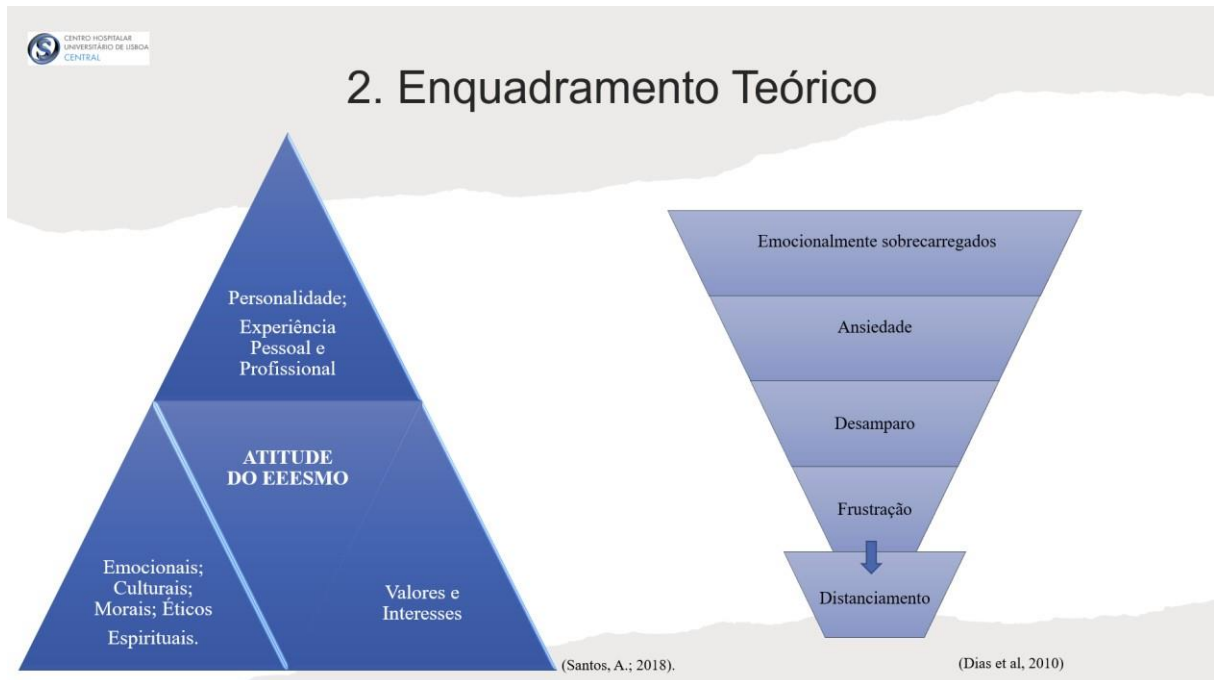 CENTRO HOSPITALAR
UNIVERSITÁRIO DE LISBOA
CENTRAL
2. Enquadramento Teórico
Personalidade;
Experiência
Pessoal e
Profissional
ATITUDE
DO EEESMO
Emocionais;
Culturais;
Morais; Éticos
Espirituais.
Valores e
Interesses
(Santos, A.; 2018).
Emocionalmente sobrecarregados
Ansiedade
Desamparo
Frustração
Distanciamento
(Dias et al, 2010)